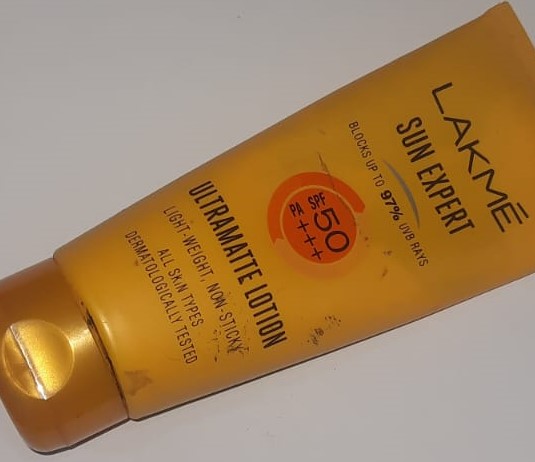 LAKMĒ
SUN EXPERT
BLOCKS UP TO 97% UVB RAYS
SPF
50
PA
+++
ULTRAMATTE LOTION
LIGHT-WEIGHT, NON-STICKY
ALL SKIN TYPES
DERMATOLOGICALLY TESTED